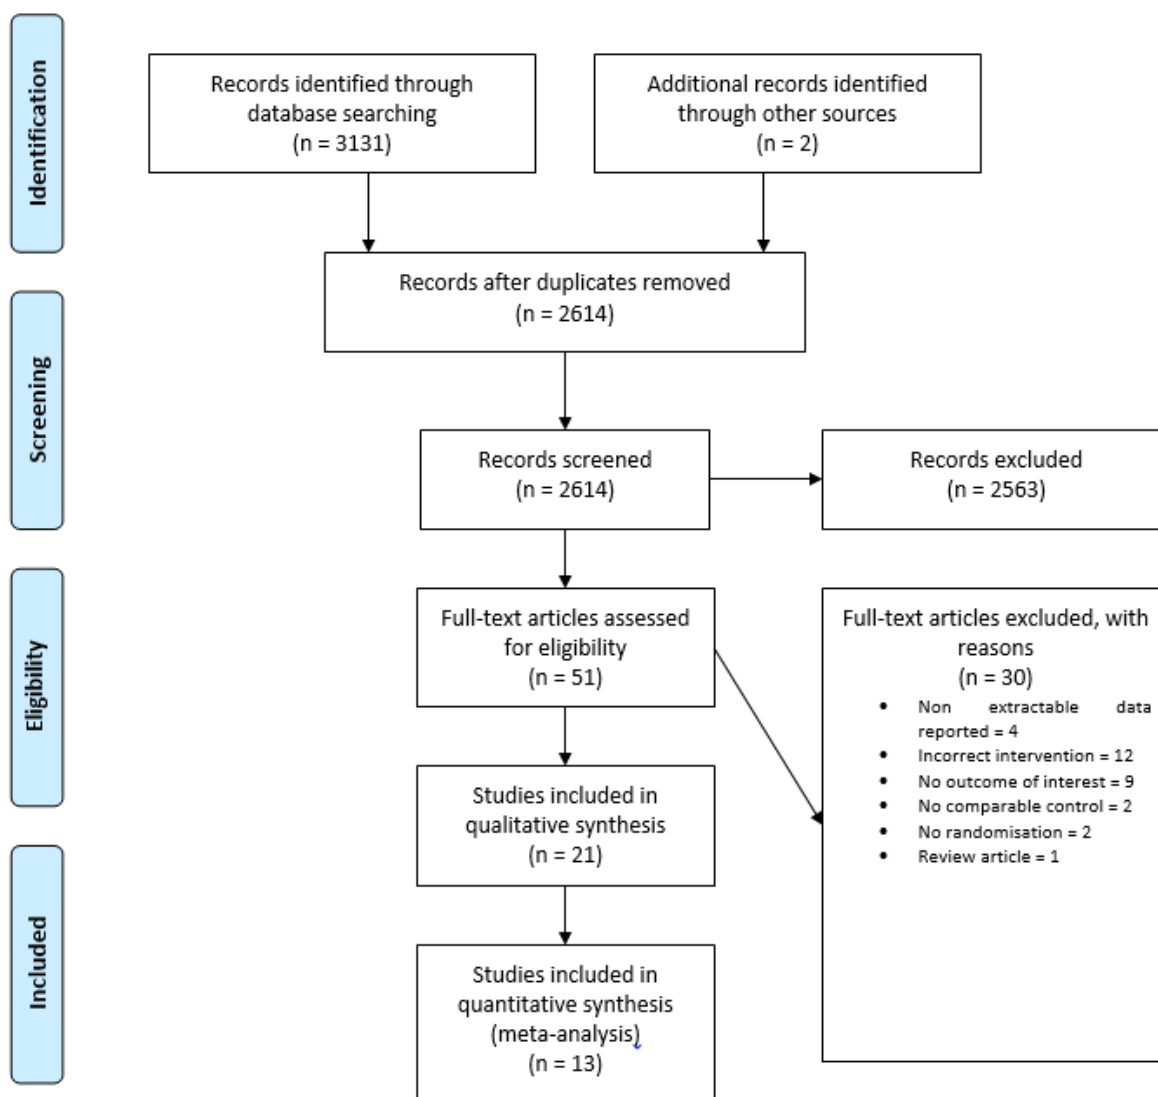 Identification
Records identified through
database searching
(n = 3131)
Additional records identified
through other sources
(n = 2)
Records after duplicates removed
(n = 2614)
Screening
Records screened
(n = 2614)
Records excluded
(n = 2563)
Eligibility
Full-text articles assessed
for eligibility
(n = 51)
Full-text articles excluded, with
reasons
(n = 30)
• Non extractable data
reported = 4
• Incorrect intervention = 12
• No outcome of interest = 9
• No comparable control = 2
• No randomisation = 2
• Review article = 1
Studies included in
qualitative synthesis
(n = 21)
Included
Studies included in
quantitative synthesis
(meta-analysis)
(n = 13)